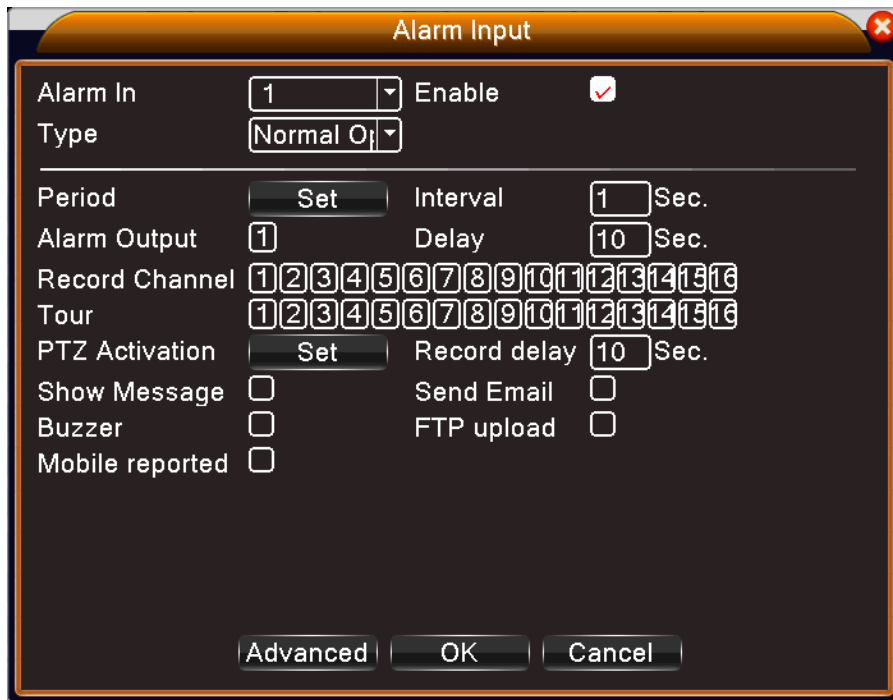 Alarm Input
Alarm In 1 Enable
Type Normal Op
Period Set Interval 1 Sec.
Alarm Output 1 Delay 10 Sec.
Record Channel 1 2 3 4 5 6 7 8 9 10 11 12 13 14 15 16
Tour 1 2 3 4 5 6 7 8 9 10 11 12 13 14 15 16
PTZ Activation Set Record delay 10 Sec.
Show Message Send Email
Buzzer FTP upload
Mobile reported
Advanced OK Cancel